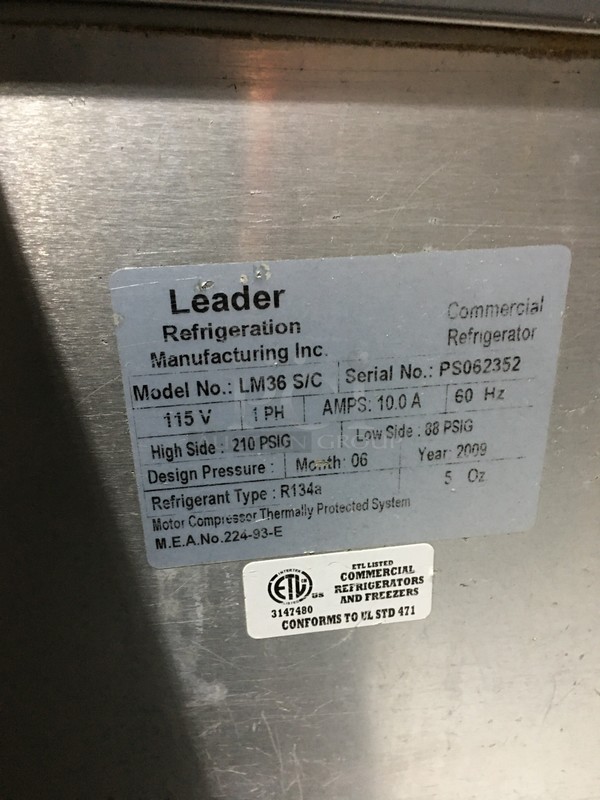 Leader
Refrigeration
Manufacturing Inc.
Commercial
Refrigerator
Model No.: LM36 S/C Serial No.: PS062352
115 V 1 PH AMPS: 10.0 A 60 Hz
High Side : 210 PSIG Low Side : 88 PSIG
Design Pressure : Month: 06 Year: 2009
Refrigerant Type : R134a 5 Oz
Motor Compressor Thermally Protected System
M.E.A.No.224-93-E
ETL LISTED
COMMERCIAL
REFRIGERATORS
AND FREEZERS
ETL US
3147480
CONFORMS TO UL STD 471